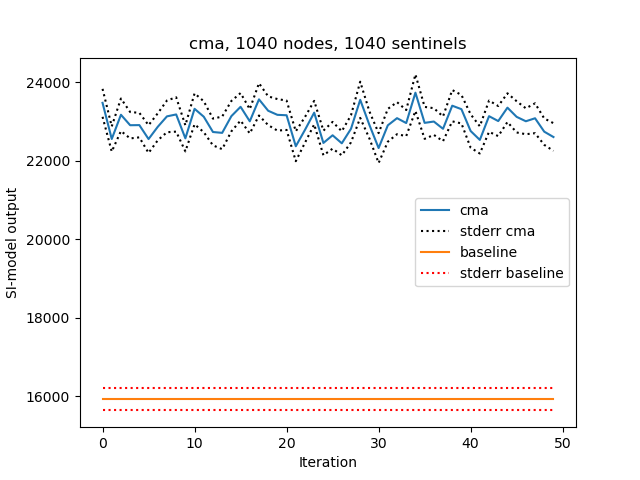 cma, 1040 nodes, 1040 sentinels
24000
22000
20000
18000
16000
SI-model output
cma
stderr cma
baseline
stderr baseline
0 10 20 30 40 50
Iteration